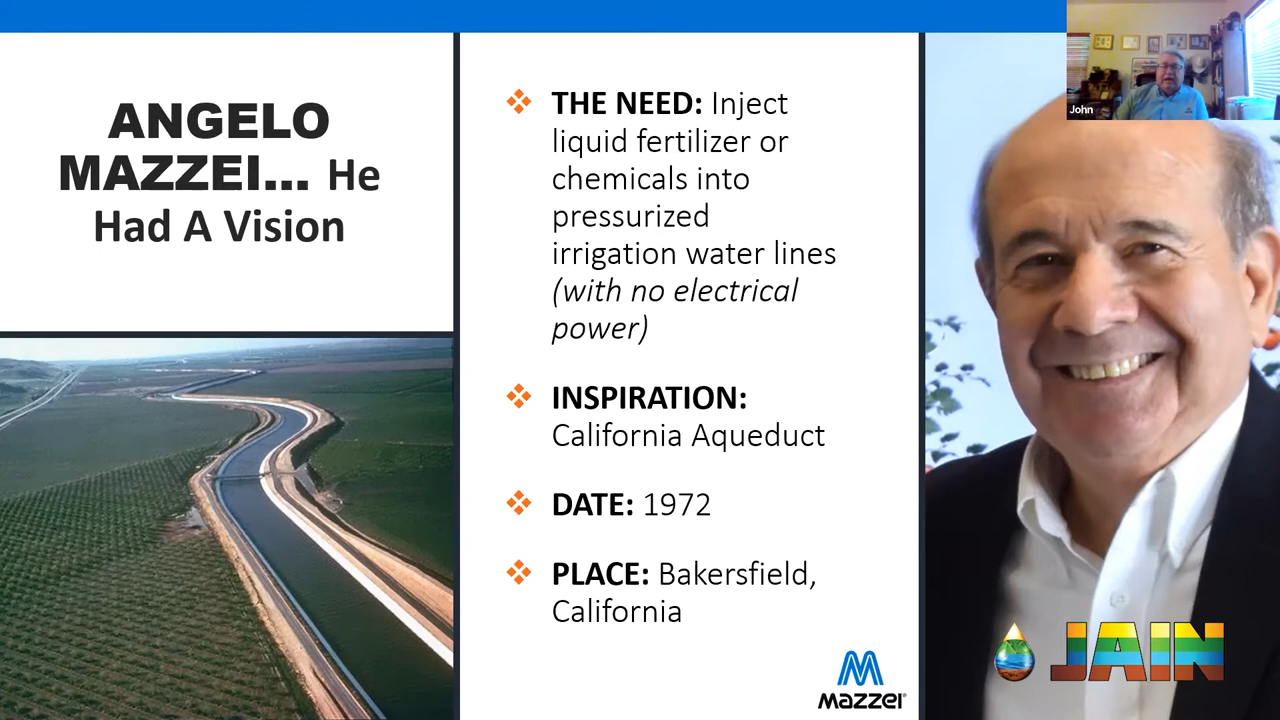 ANGELO
MAZZEI... He
Had A Vision
❖ THE NEED: Inject
liquid fertilizer or
chemicals into
pressurized
irrigation water lines
(with no electrical
power)
❖ INSPIRATION:
California Aqueduct
❖ DATE: 1972
❖ PLACE: Bakersfield,
California
MAZZEI®
John
JAIN